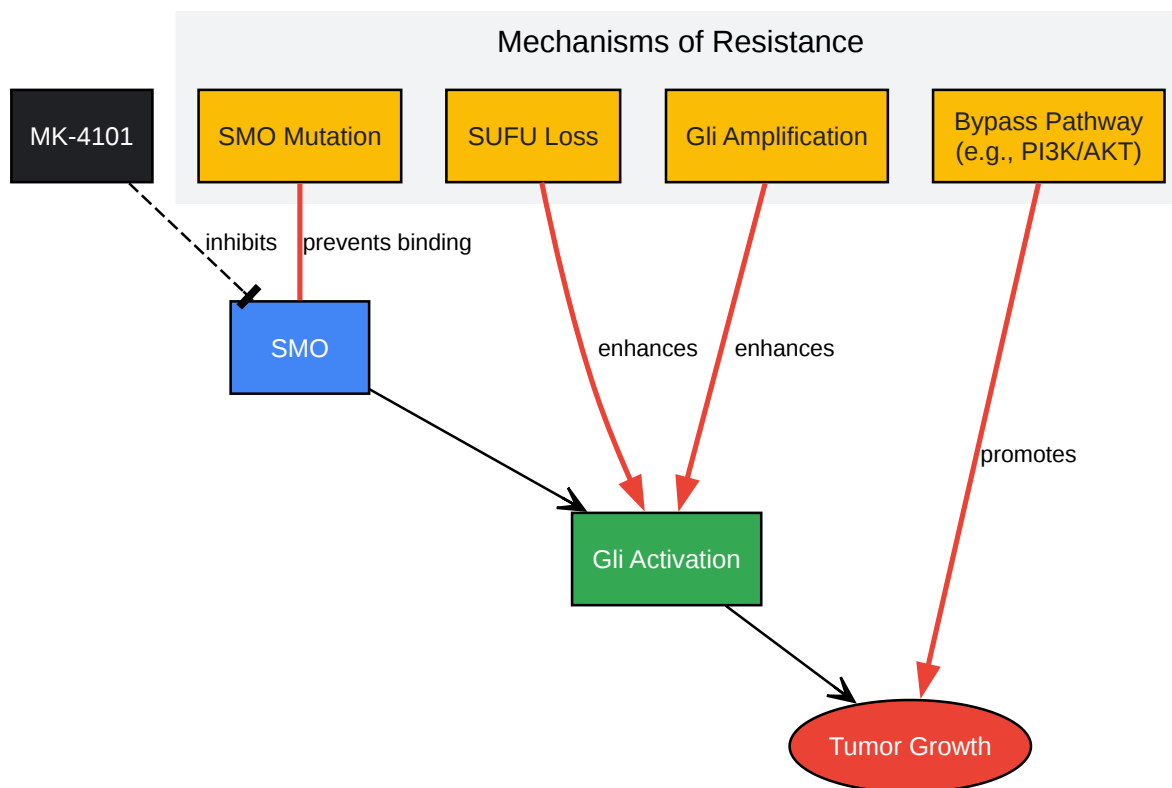 Mechanisms of Resistance
MK-4101
SMO Mutation
SUFU Loss
Gli Amplification
Bypass Pathway
(e.g., PI3K/AKT)
inhibits
prevents binding
SMO
enhances
enhances
promotes
Gli Activation
Tumor Growth